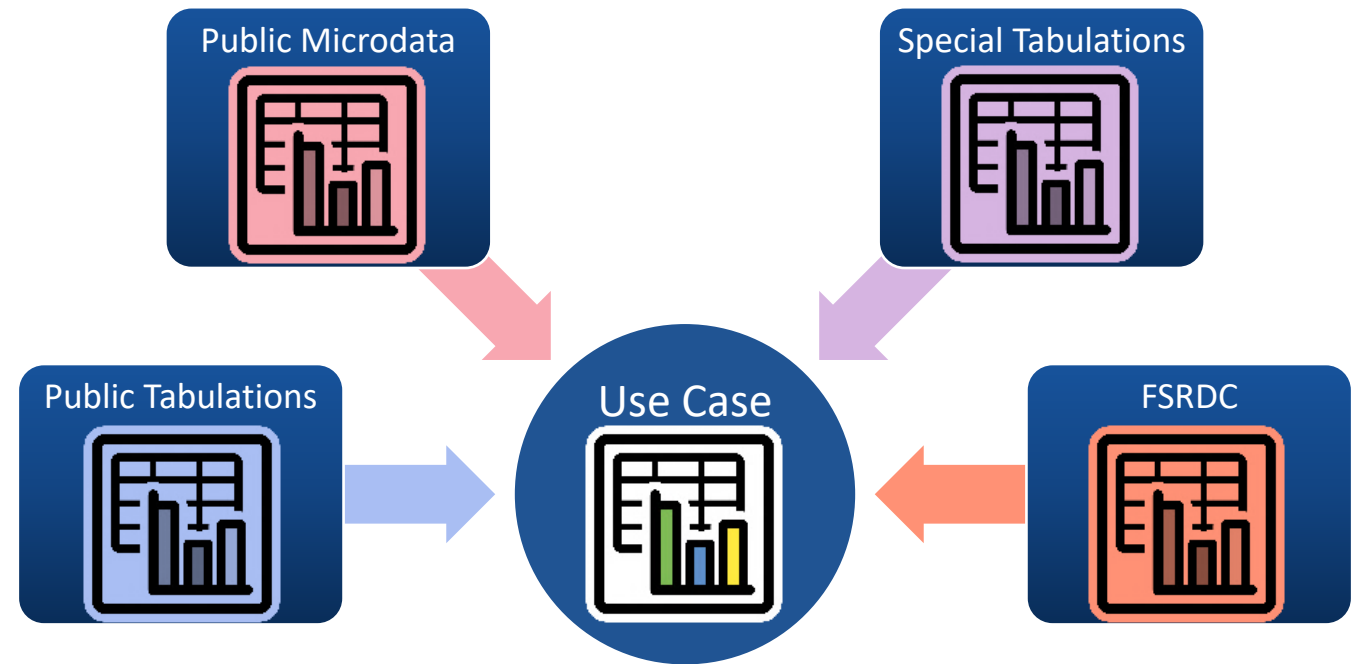 Public Microdata
Special Tabulations
Public Tabulations
Use Case
FSRDC